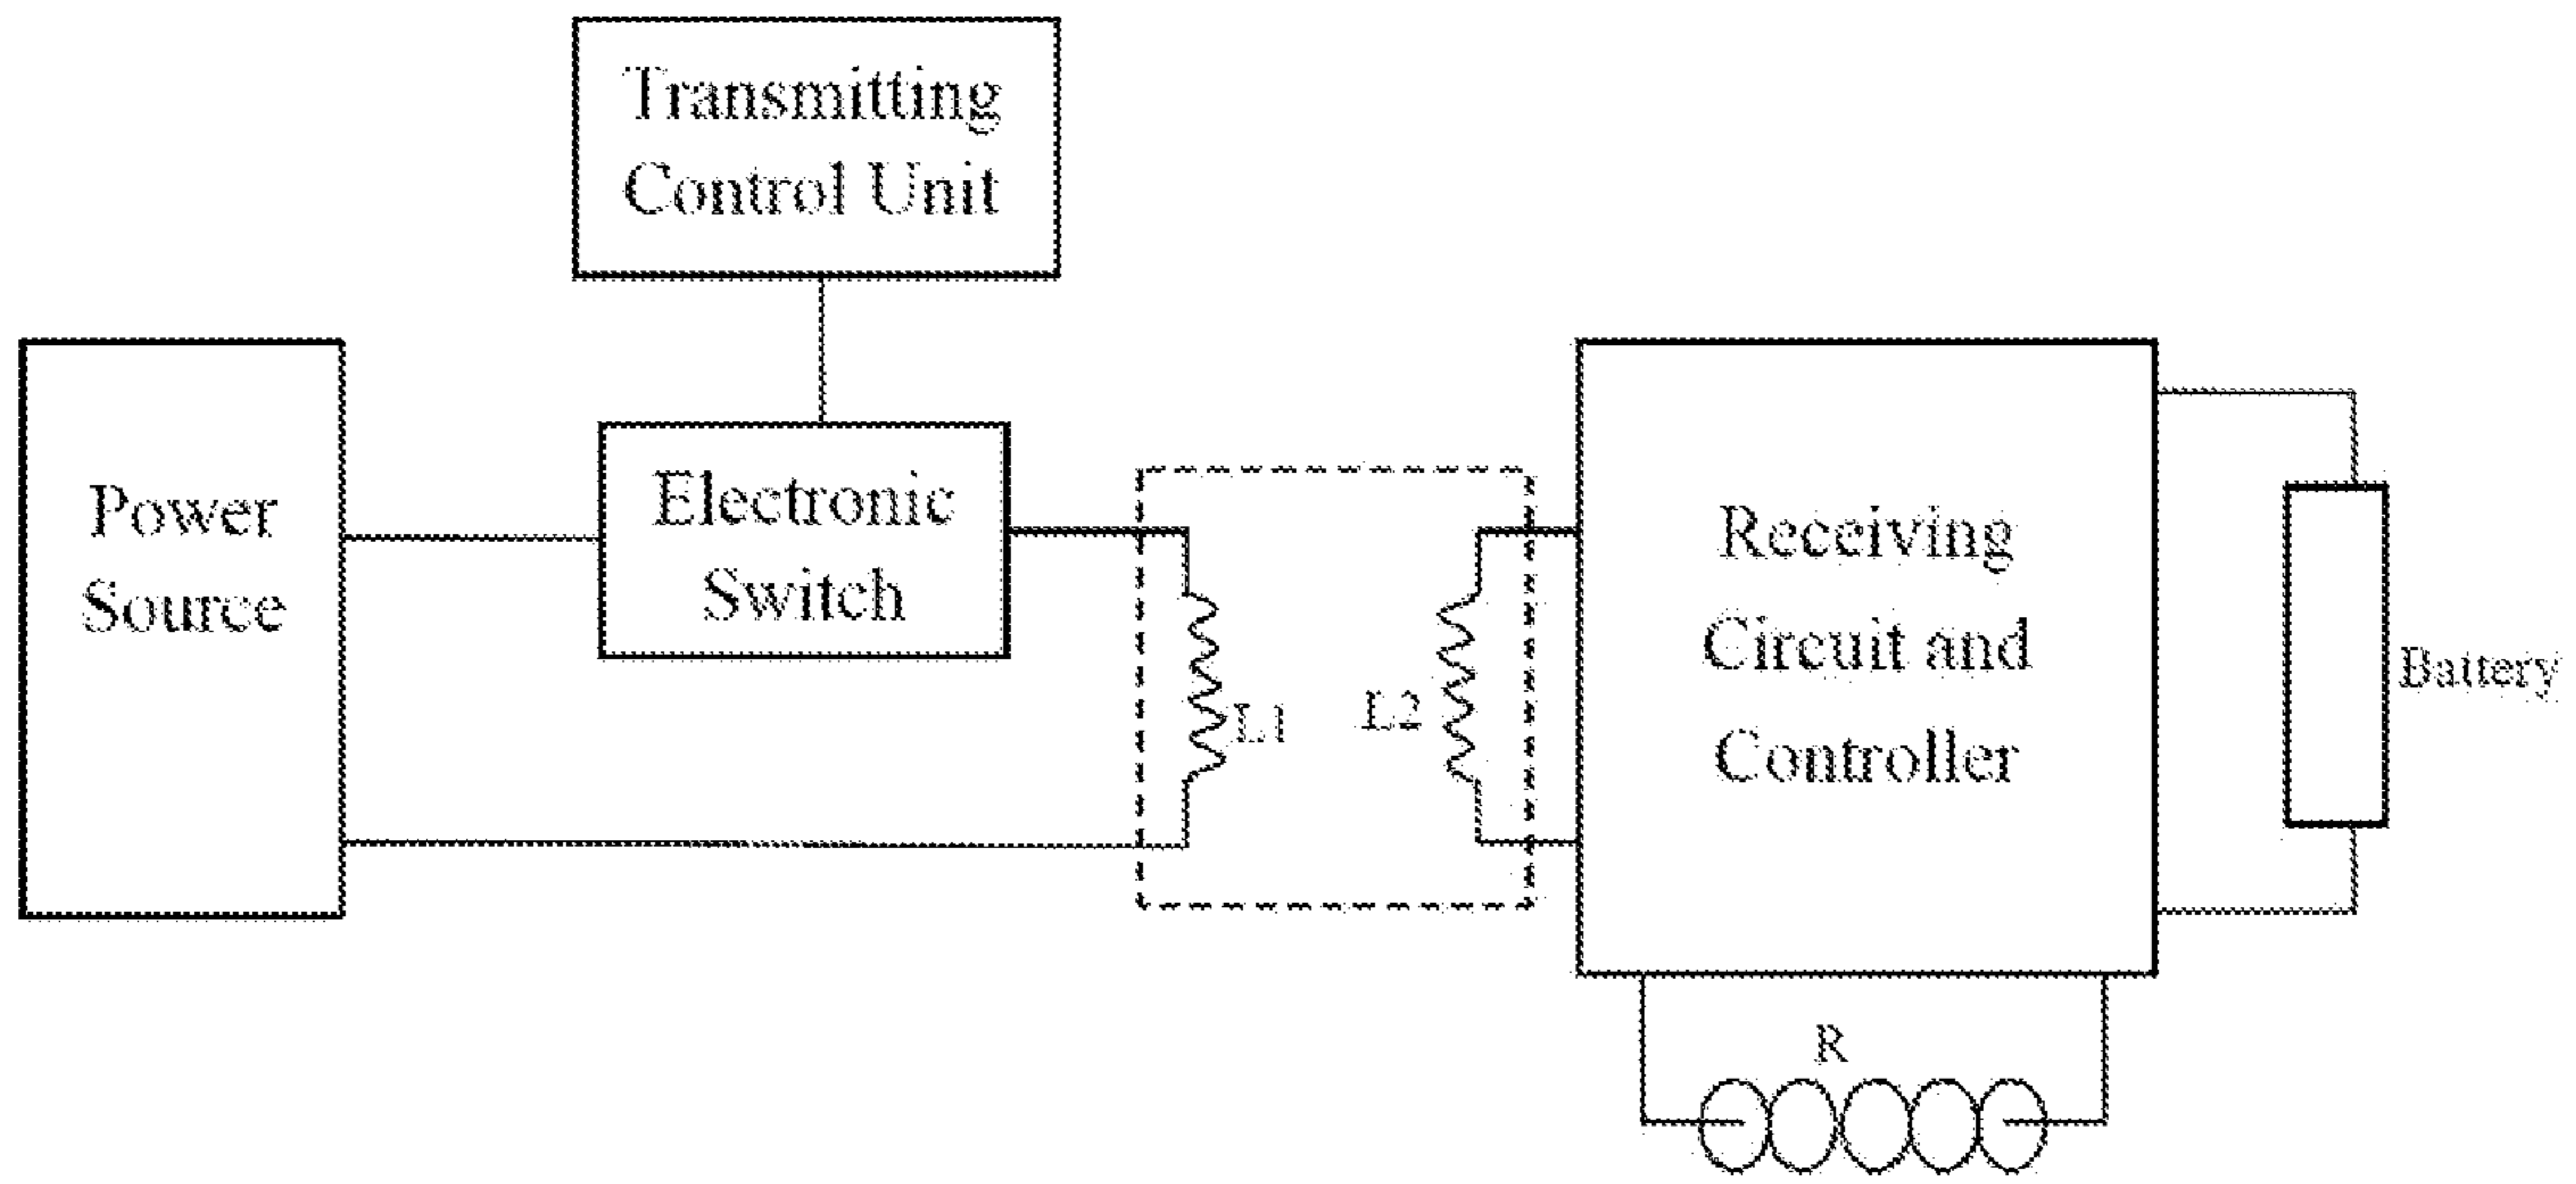 Transmitting
Control Unit
Power
Source
Electronic
Switch
L1
L2
Receiving
Circuit and
Controller
Battery
R